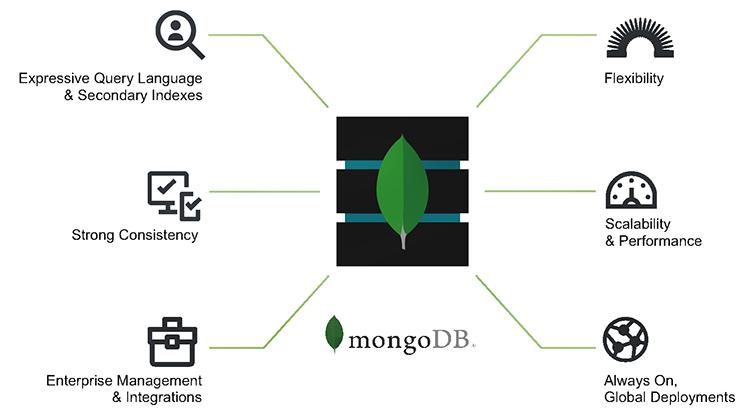 Expressive Query Language
& Secondary Indexes
Flexibility
Strong Consistency
Scalability
& Performance
Enterprise Management
& Integrations
mongoDB®
Always On,
Global Deployments